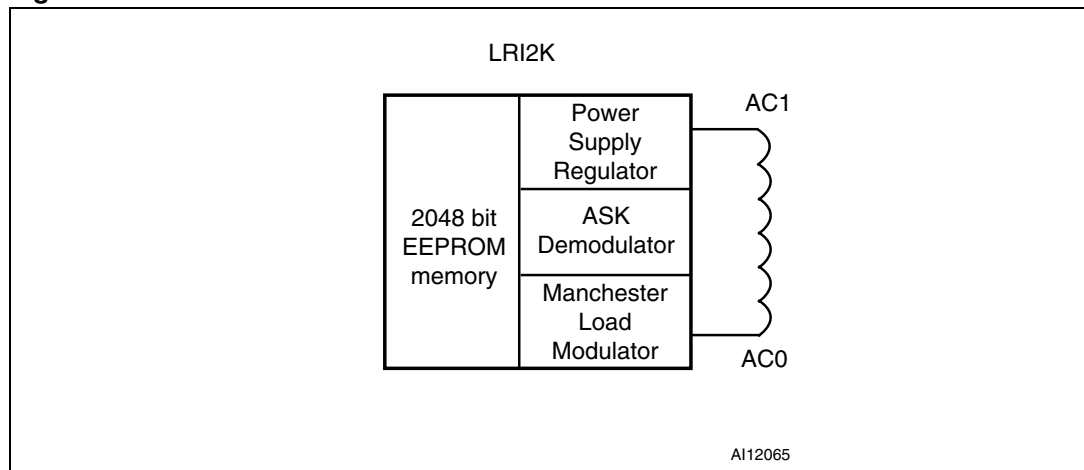 LRI2K
AC1
Power
Supply
Regulator
2048 bit
EEPROM
memory
ASK
Demodulator
Manchester
Load
Modulator
AC0
AI12065